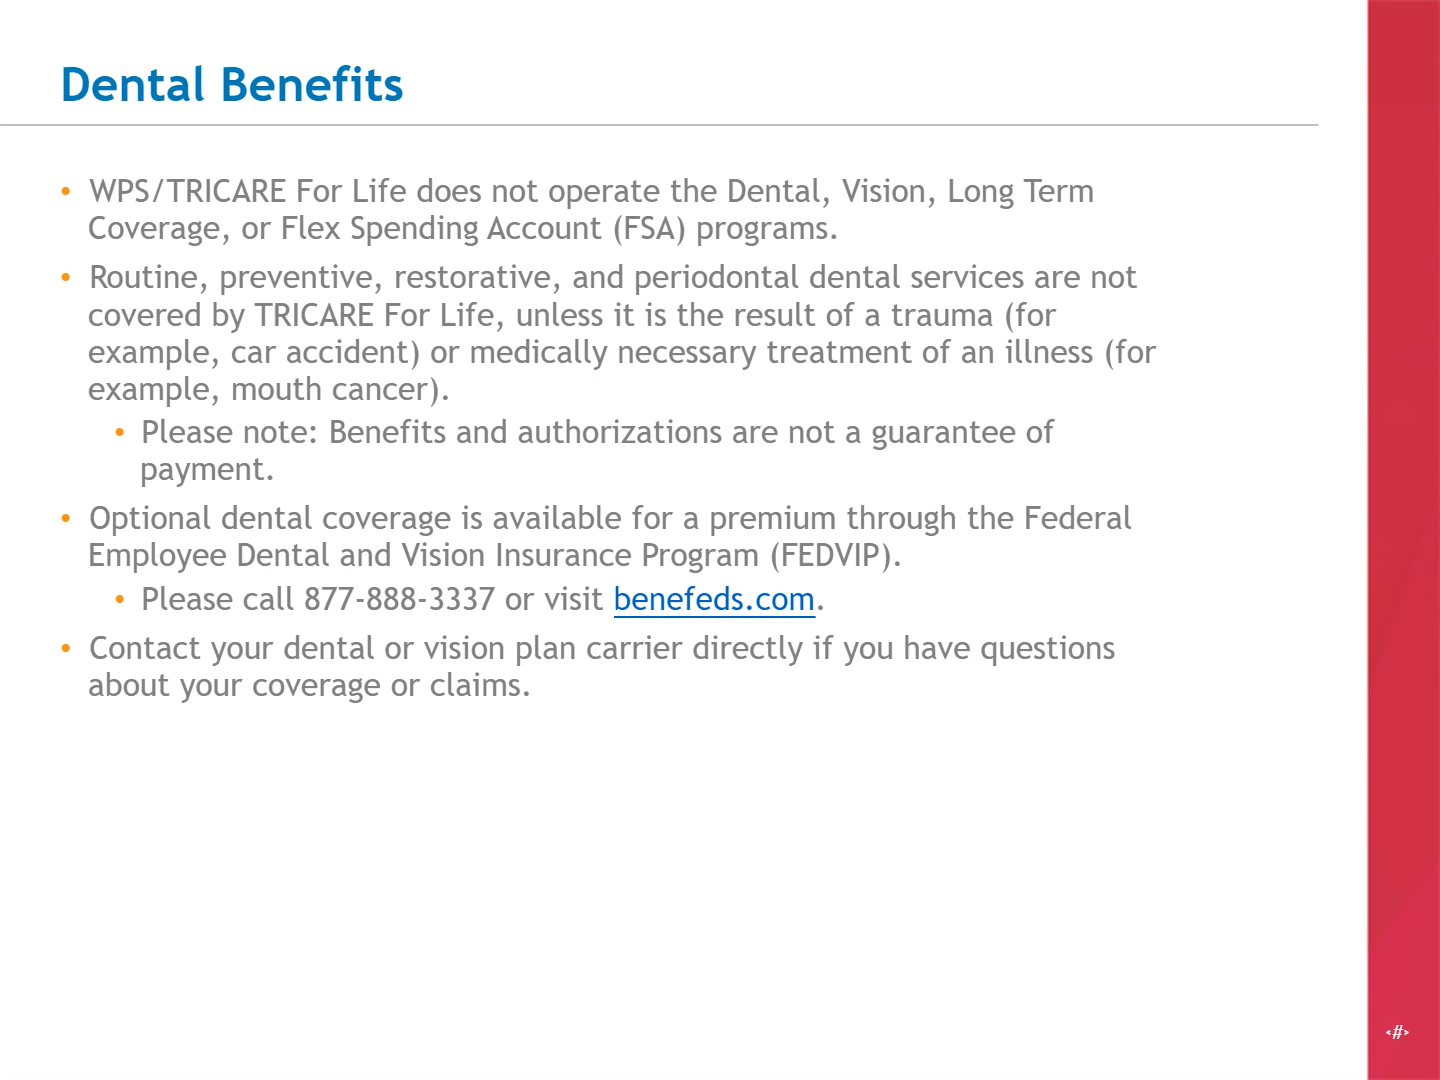 Dental Benefits
• WPS/TRICARE For Life does not operate the Dental, Vision, Long Term
Coverage, or Flex Spending Account (FSA) programs.
• Routine, preventive, restorative, and periodontal dental services are not
covered by TRICARE For Life, unless it is the result of a trauma (for
example, car accident) or medically necessary treatment of an illness (for
example, mouth cancer).
• Please note: Benefits and authorizations are not a guarantee of
payment.
• Optional dental coverage is available for a premium through the Federal
Employee Dental and Vision Insurance Program (FEDVIP).
• Please call 877-888-3337 or visit benefeds.com.
• Contact your dental or vision plan carrier directly if you have questions
about your coverage or claims.
‹#›